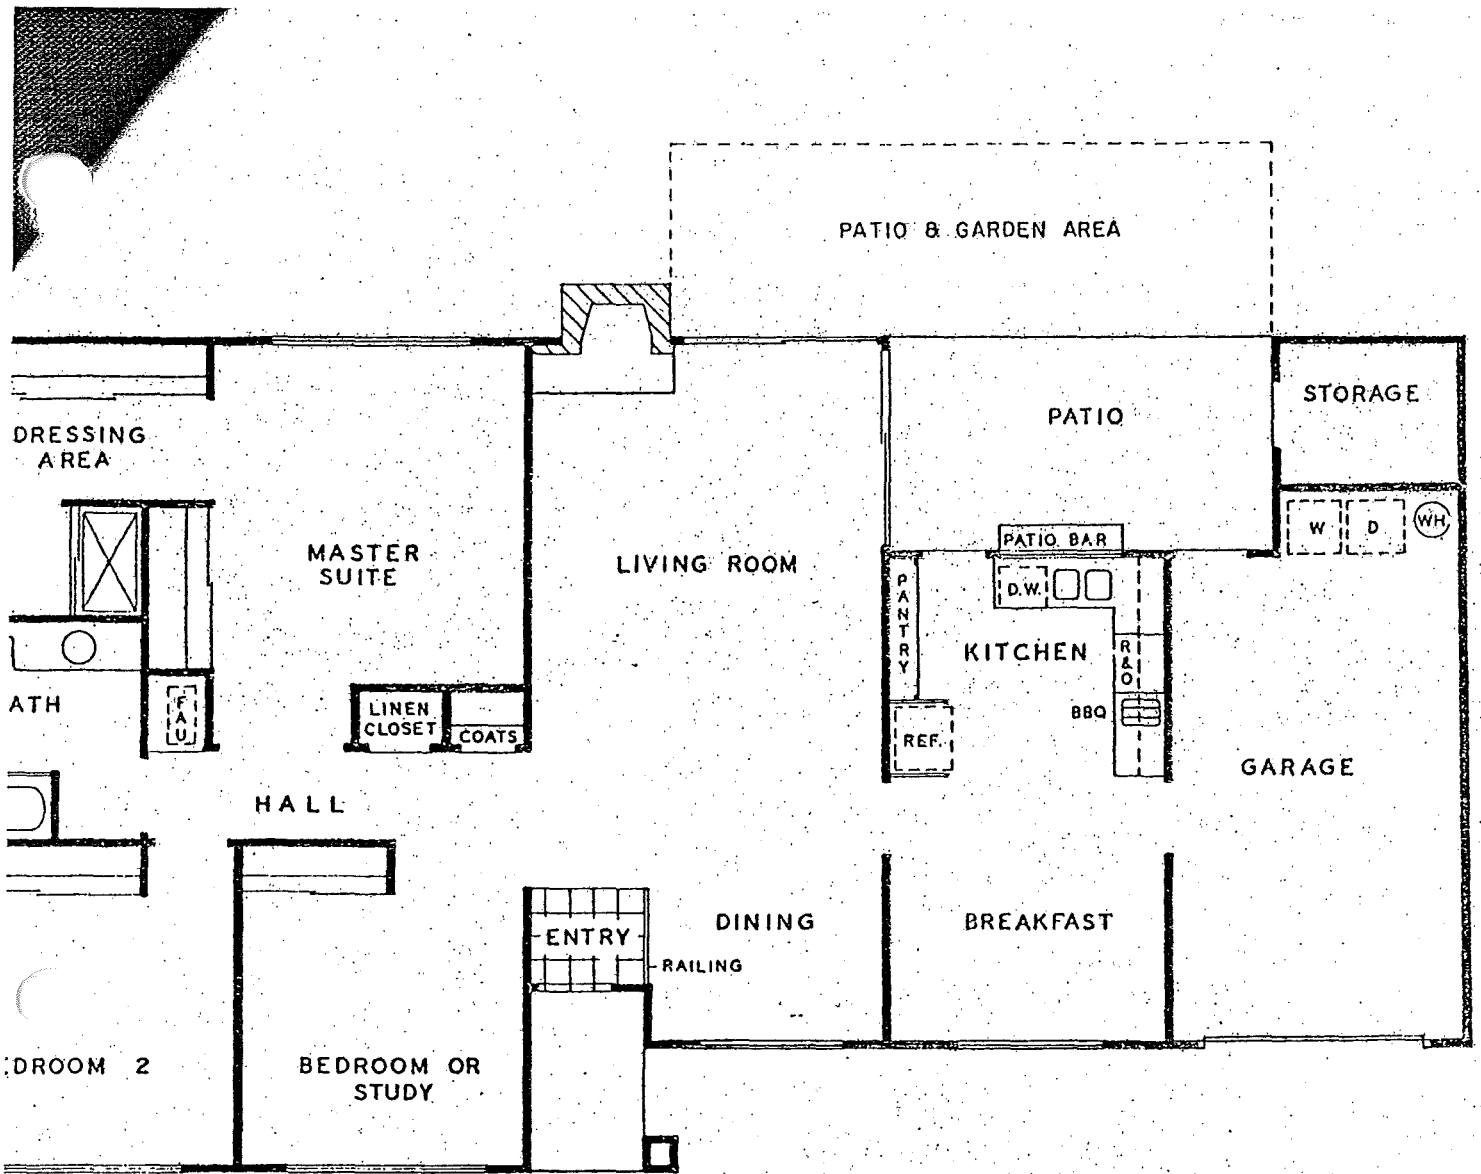 PATIO & GARDEN AREA
STORAGE
PATIO
DRESSING
AREA
W
D
WH
PATIO BAR
MASTER
SUITE
LIVING ROOM
PANTRY
D.W.
KITCHEN
R&O
ATH
FAU
LINEN
CLOSET
COATS
BBQ
REF.
GARAGE
HALL
DINING
BREAKFAST
ENTRY
RAILING
DROOM 2
BEDROOM OR
STUDY